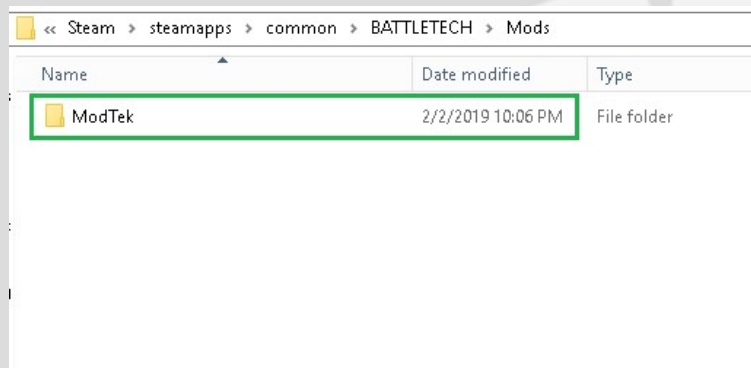 « Steam > steamapps > common > BATTLETECH > Mods
Name Date modified Type
ModTek 2/2/2019 10:06 PM File folder